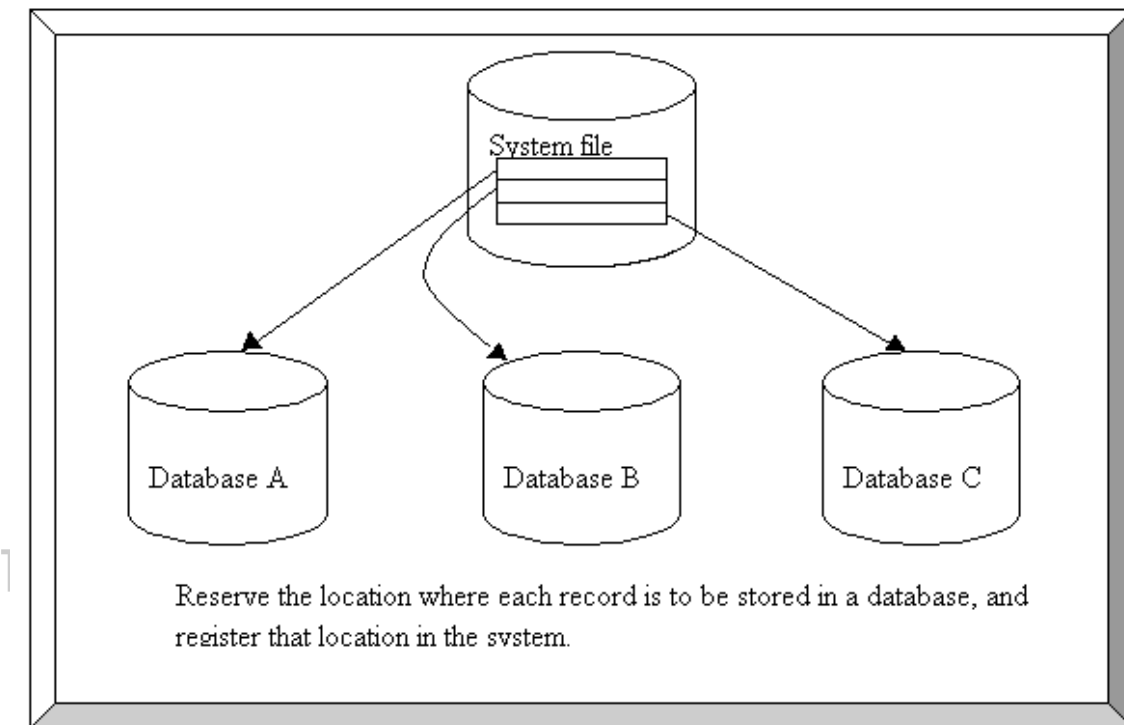 System file
Database A
Database B
Database C
Reserve the location where each record is to be stored in a database, and
register that location in the system.